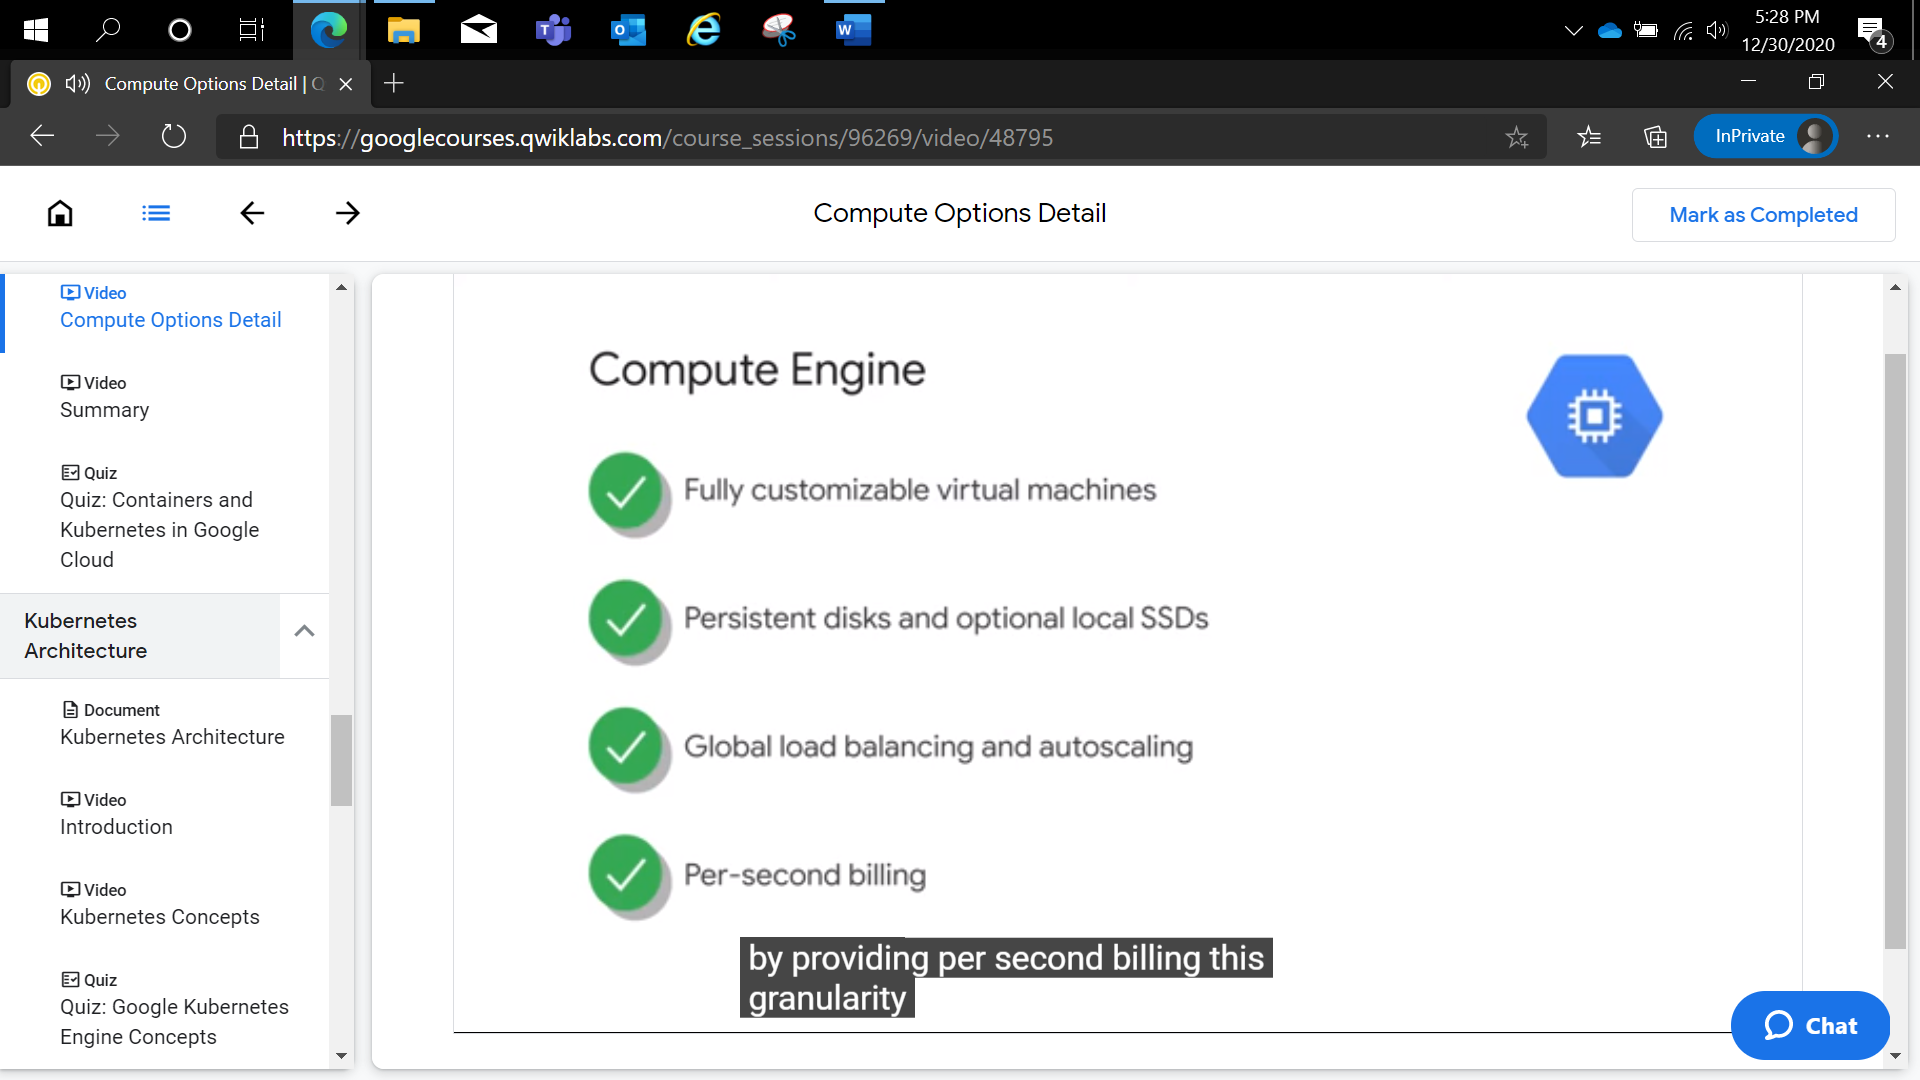 5:28 PM
12/30/2020
4
Compute Options Detail | Q
https://googlecourses.qwiklabs.com/course_sessions/96269/video/48795
InPrivate
Compute Options Detail
Mark as Completed
Video
Compute Options Detail
Video
Summary
Quiz
Quiz: Containers and
Kubernetes in Google
Cloud
Kubernetes
Architecture
Document
Kubernetes Architecture
Video
Introduction
Video
Kubernetes Concepts
Quiz
Quiz: Google Kubernetes
Engine Concepts
Compute Engine
Fully customizable virtual machines
Persistent disks and optional local SSDs
Global load balancing and autoscaling
Per-second billing
by providing per second billing this
granularity
Chat